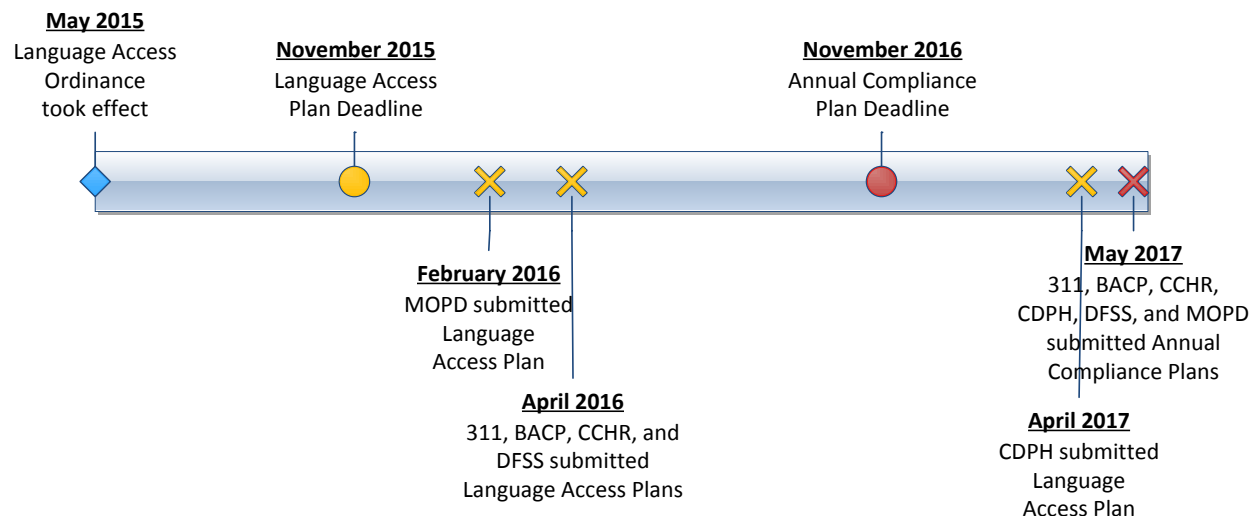 May 2015
Language Access
Ordinance
took effect
November 2015
Language Access
Plan Deadline
November 2016
Annual Compliance
Plan Deadline
February 2016
MOPD submitted
Language
Access Plan
April 2016
311, BACP, CCHR, and
DFSS submitted
Language Access Plans
May 2017
311, BACP, CCHR,
CDPH, DFSS, and MOPD
submitted Annual
Compliance Plans
April 2017
CDPH submitted
Language
Access Plan